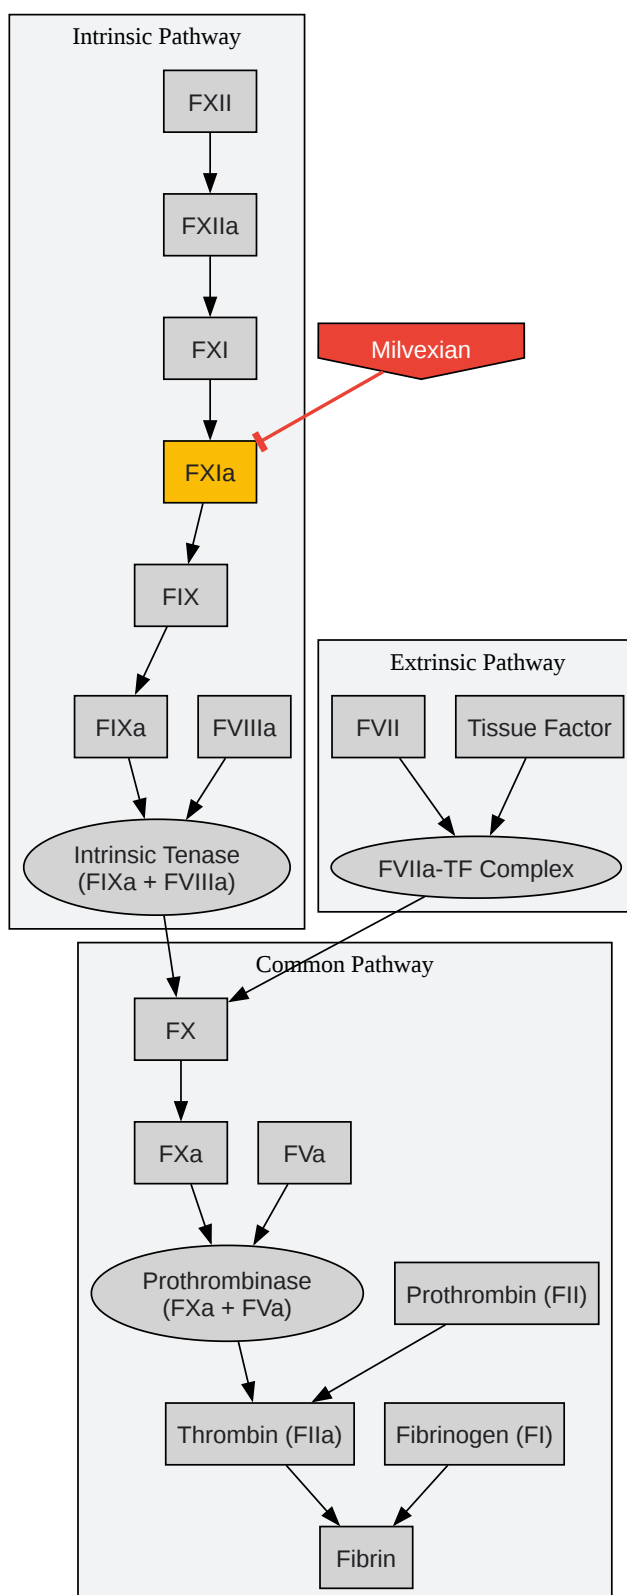 Intrinsic Pathway
FXII
FXIIa
FXI
Milvexian
FXIa
FIX
Extrinsic Pathway
FIXa
FVIIIa
FVII
Tissue Factor
Intrinsic Tenase
(FIXa + FVIIIa)
FVIIa-TF Complex
Common Pathway
FX
FXa
FVa
Prothrombinase
(FXa + FVa)
Prothrombin (FII)
Thrombin (FIIa)
Fibrinogen (FI)
Fibrin